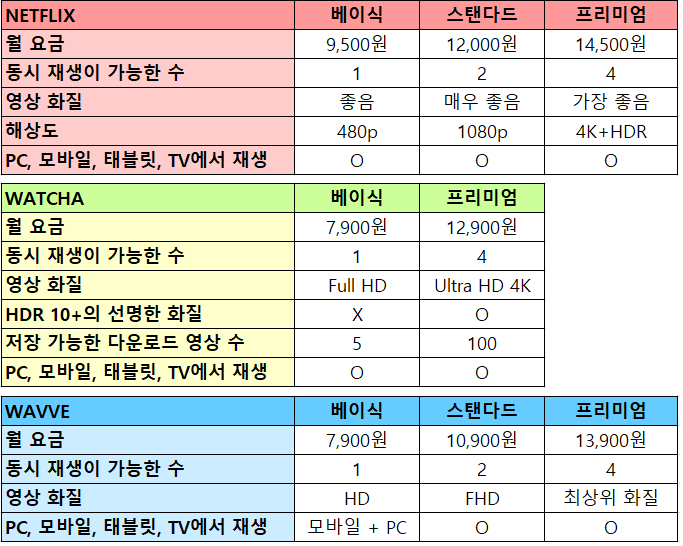 NETFLIX 베이식 스탠다드 프리미엄
월 요금 9,500원 12,000원 14,500원
동시 재생이 가능한 수 1 2 4
영상 화질 좋음 매우 좋음 가장 좋음
해상도 480p 1080p 4K+HDR
PC, 모바일, 태블릿, TV에서 재생 O O O
WATCHA 베이식 프리미엄
월 요금 7,900원 12,900원
동시 재생이 가능한 수 1 4
영상 화질 Full HD Ultra HD 4K
HDR 10+의 선명한 화질 X O
저장 가능한 다운로드 영상 수 5 100
PC, 모바일, 태블릿, TV에서 재생 O O
WAVVE 베이식 스탠다드 프리미엄
월 요금 7,900원 10,900원 13,900원
동시 재생이 가능한 수 1 2 4
영상 화질 HD FHD 최상위 화질
PC, 모바일, 태블릿, TV에서 재생 모바일 + PC O O